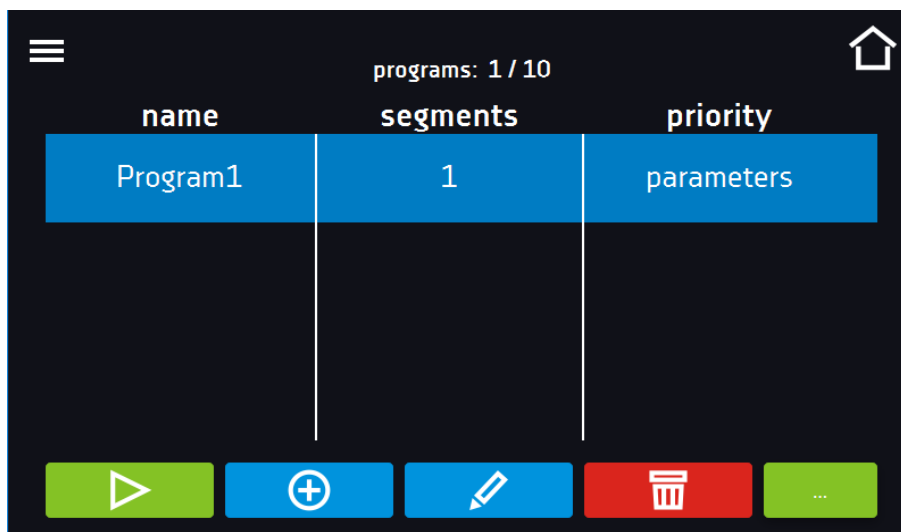 programs: 1 / 10
name segments priority
Program1 1 parameters
...